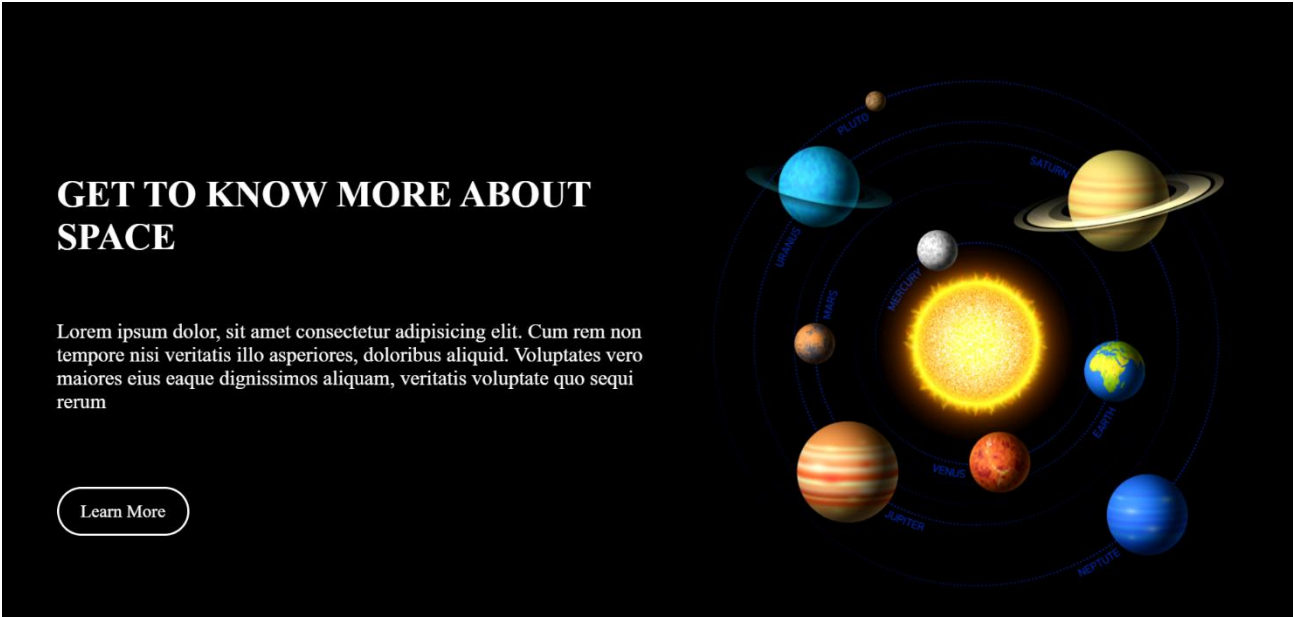 GET TO KNOW MORE ABOUT
SPACE
Lorem ipsum dolor, sit amet consectetur adipisicing elit. Cum rem non
tempore nisi veritatis illo asperiores, doloribus aliquid. Voluptates vero
maiores eius eaque dignissimos aliquam, veritatis voluptate quo sequi
rerum
Learn More
PLUTO
SATURN
URANUS
MERCURY
MARS
EARTH
VENUS
JUPITER
NEPTUTE